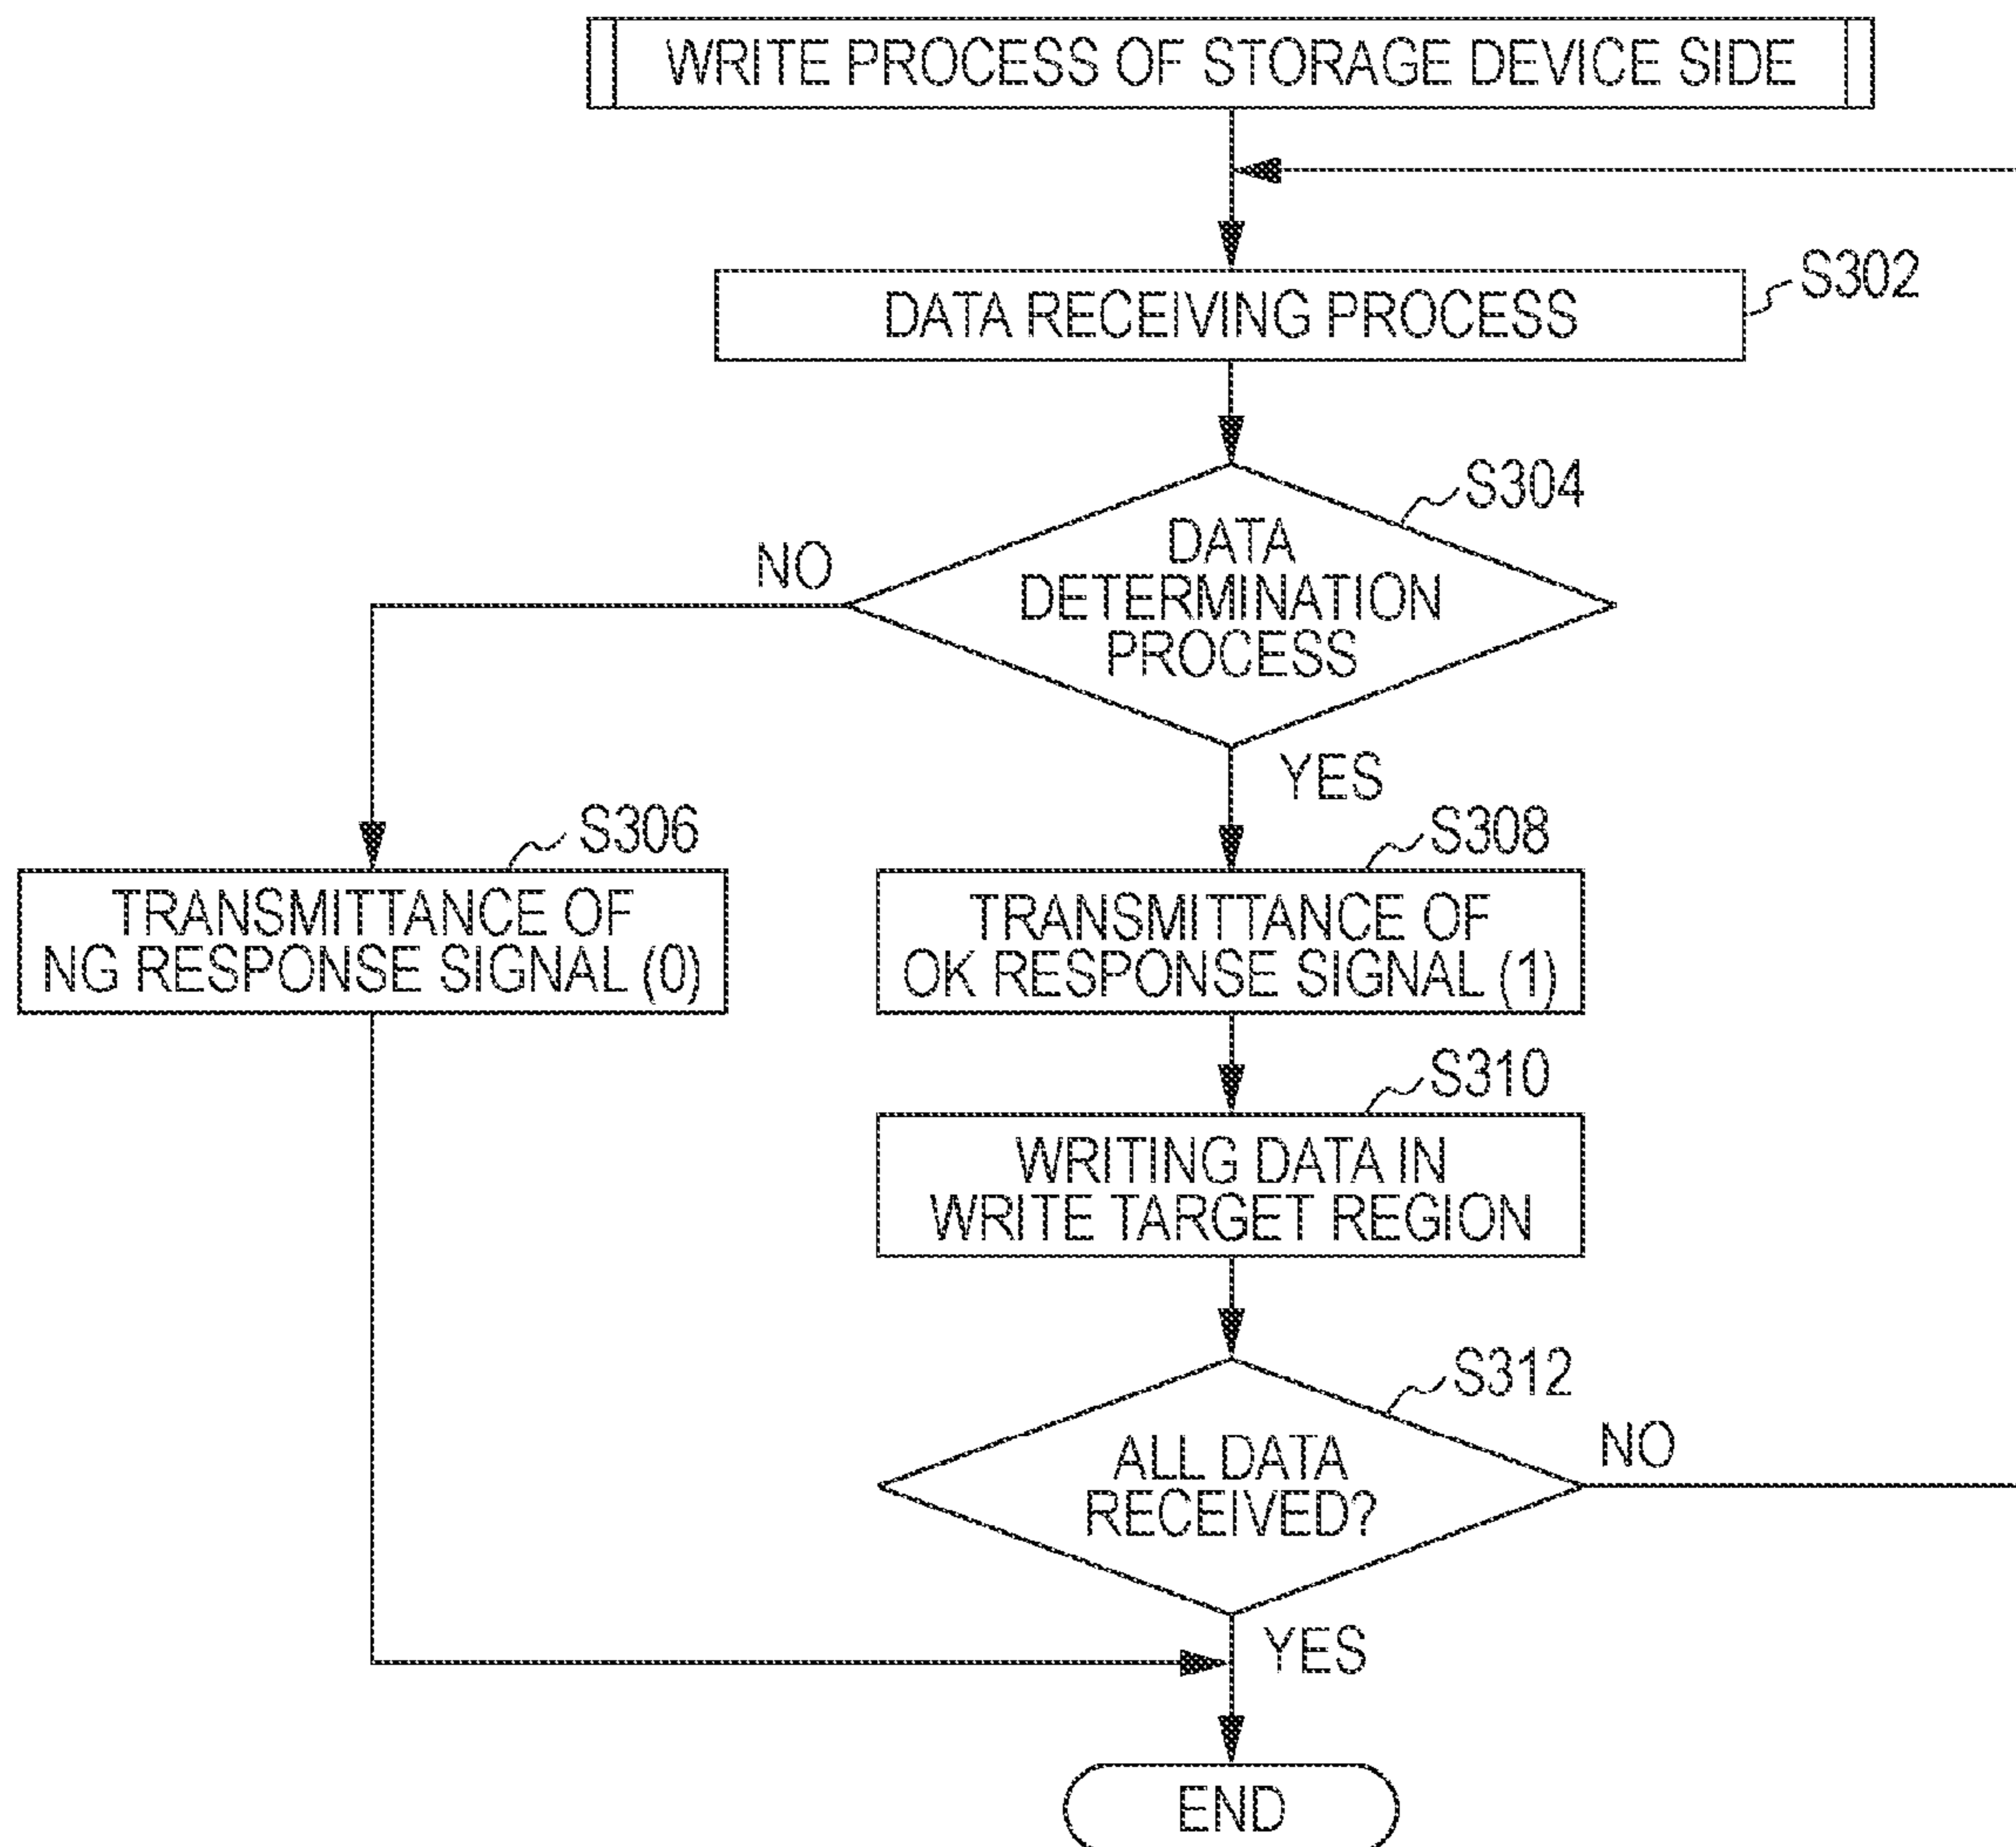 WRITE PROCESS OF STORAGE DEVICE SIDE
S302
DATA RECEIVING PROCESS
S304
DATA
DETERMINATION
PROCESS
NO
YES
S306
TRANSMITTANCE OF
NG RESPONSE SIGNAL (0)
S308
TRANSMITTANCE OF
OK RESPONSE SIGNAL (1)
S310
WRITING DATA IN
WRITE TARGET REGION
S312
ALL DATA
RECEIVED?
NO
YES
END